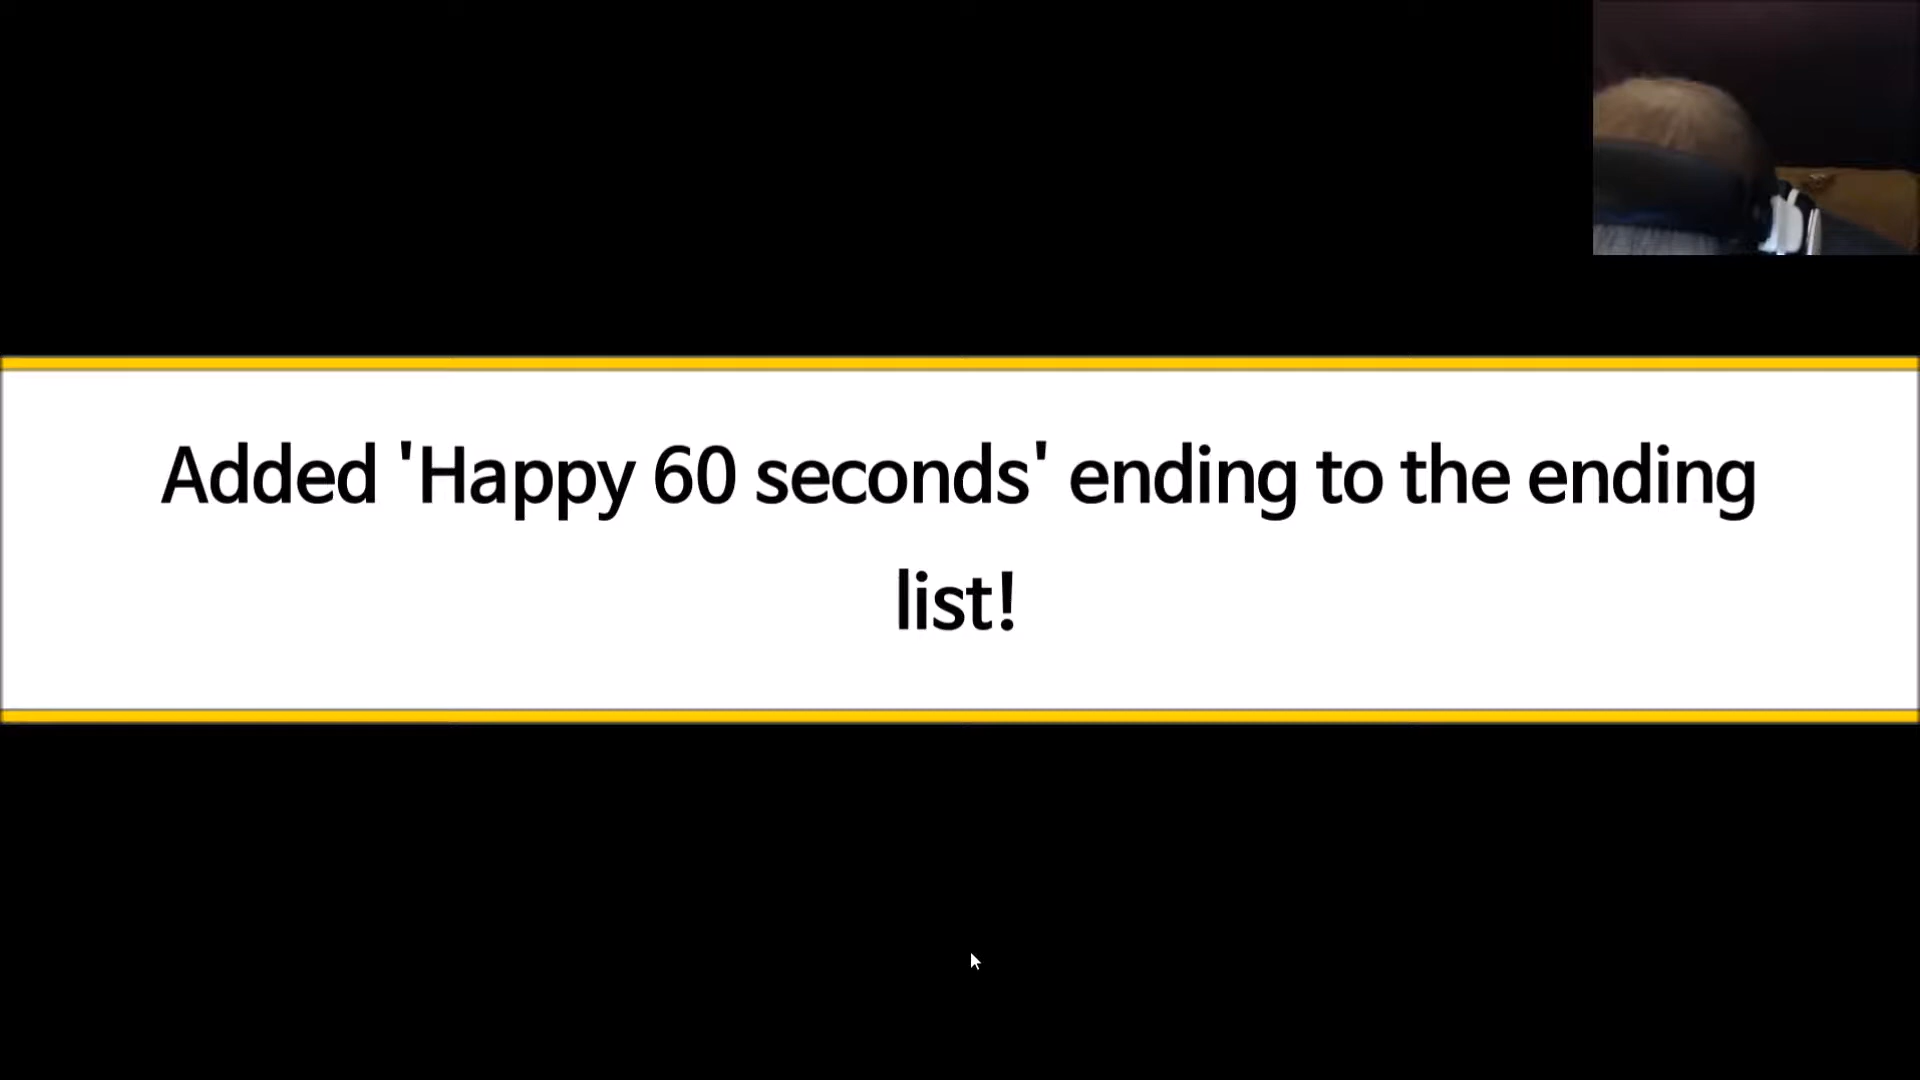 Added 'Happy 60 seconds' ending to the ending
list!